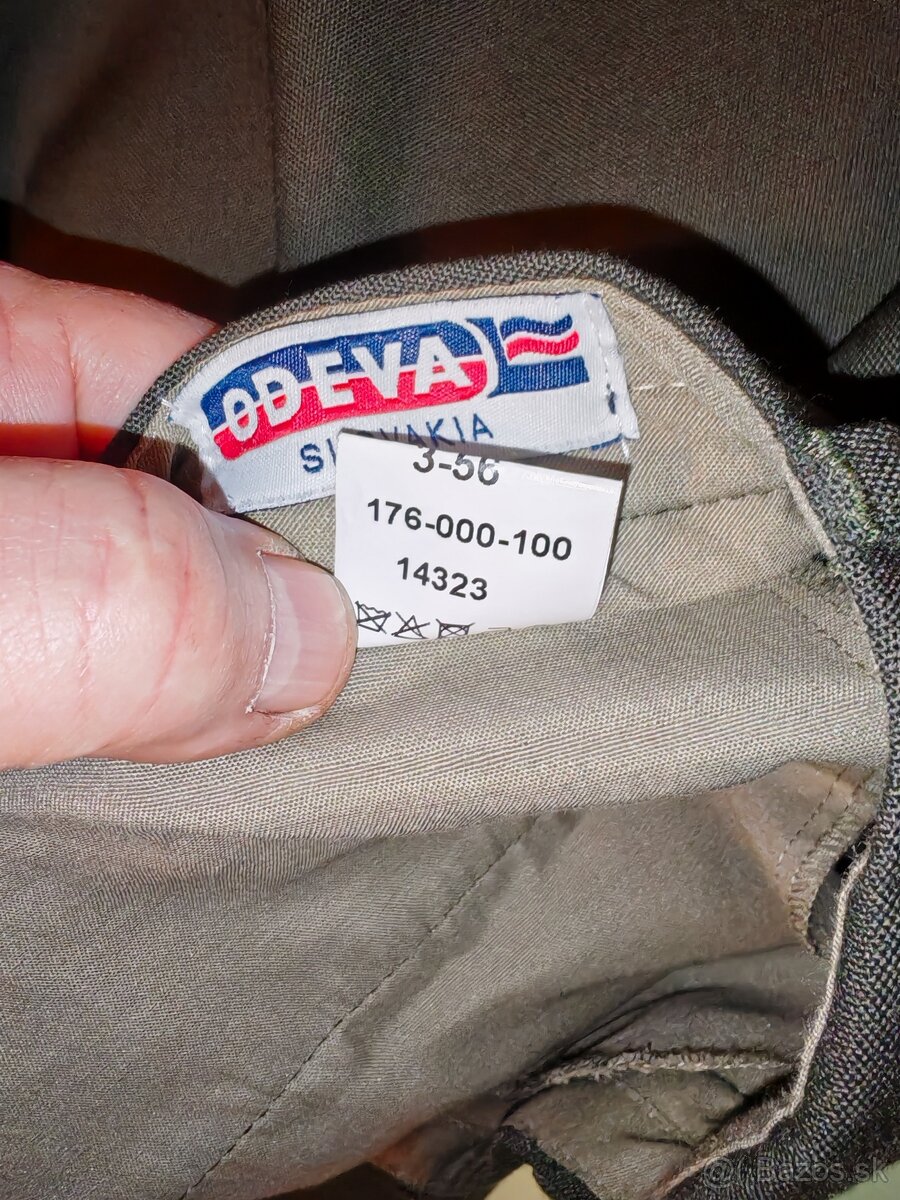 ODEVA
SLOVAKIA
3-56
176-000-100
14323
Bazos.sk